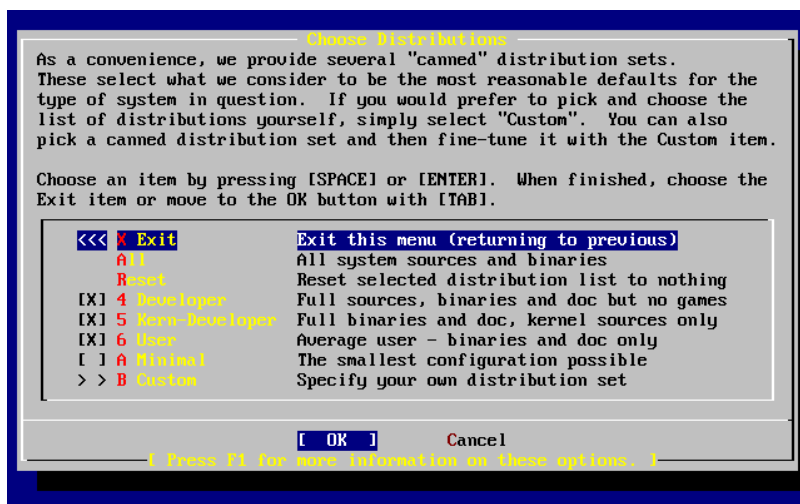 Choose Distributions
As a convenience, we provide several "canned" distribution sets.
These select what we consider to be the most reasonable defaults for the
type of system in question.  If you would prefer to pick and choose the
list of distributions yourself, simply select "Custom".  You can also
pick a canned distribution set and then fine-tune it with the Custom item.
Choose an item by pressing [SPACE] or [ENTER].  When finished, choose the
Exit item or move to the OK button with [TAB].
<<< X Exit Exit this menu (returning to previous)
All All system sources and binaries
Reset Reset selected distribution list to nothing
[X] 4 Developer Full sources, binaries and doc but no games
[X] 5 Kern-Developer Full binaries and doc, kernel sources only
[X] 6 User Average user - binaries and doc only
[ ] A Minimal The smallest configuration possible
> > B Custom Specify your own distribution set
[ OK ] Cancel
[ Press F1 for more information on these options. ]